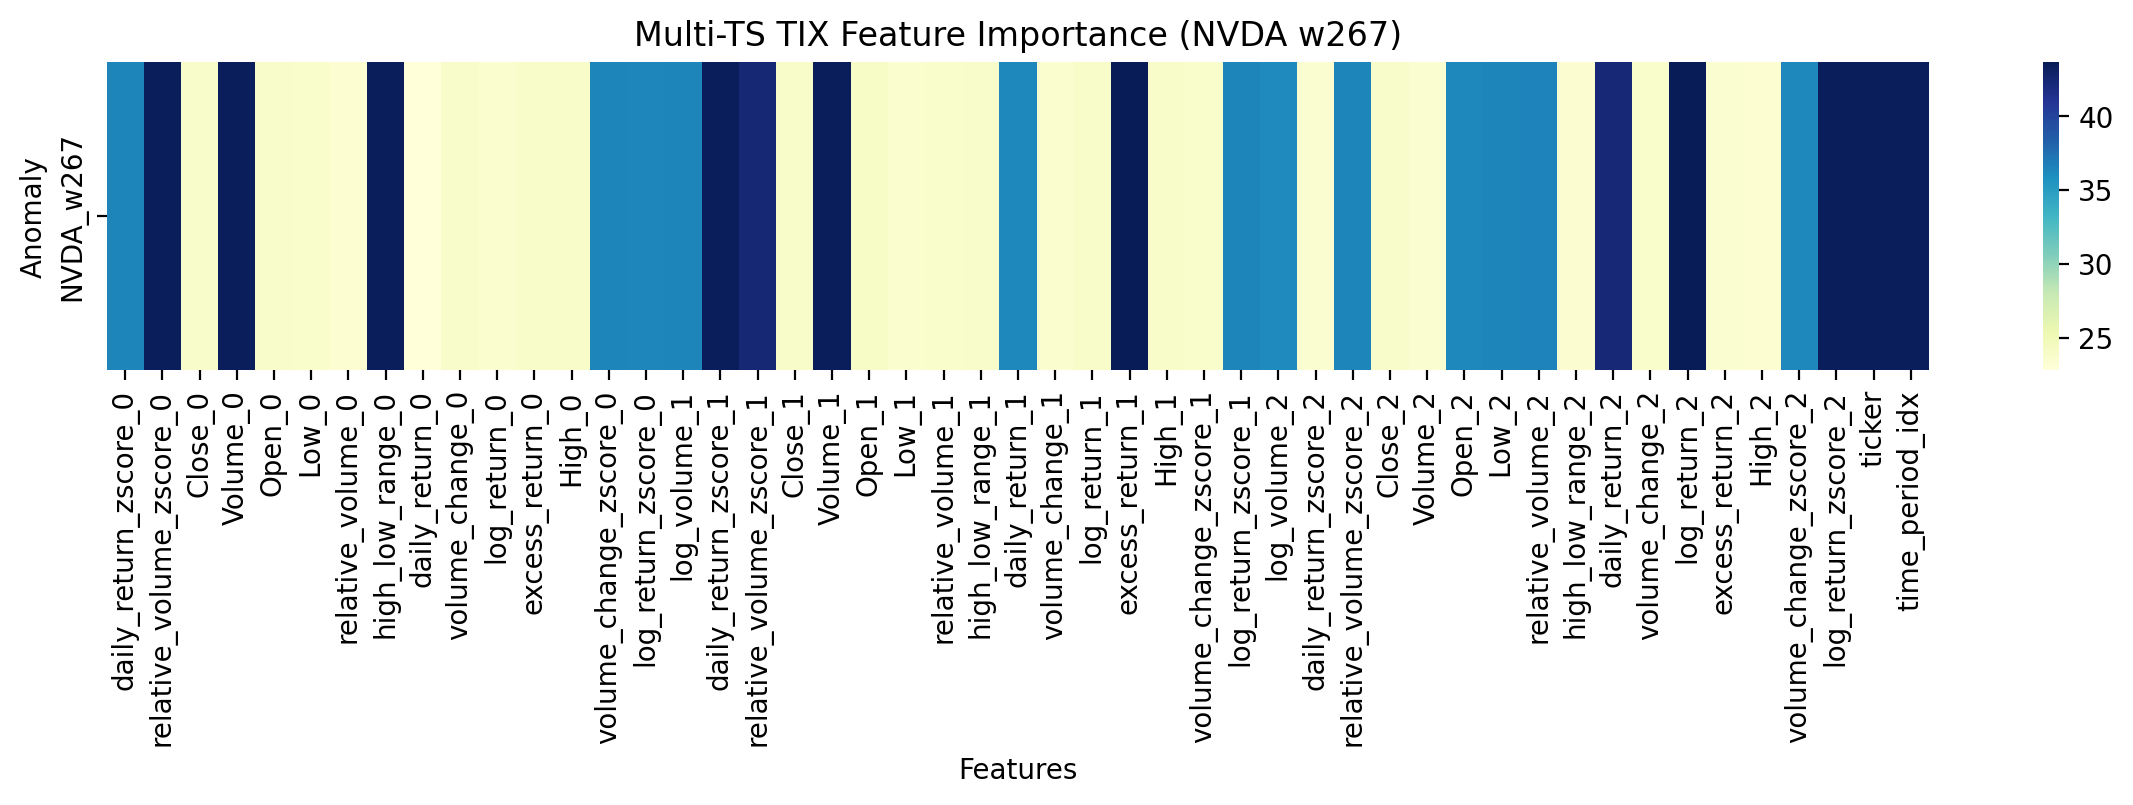 Multi-TS TIX Feature Importance (NVDA w267)
Anomaly
NVDA_w267
40
35
30
25
daily_return_zscore_0
relative_volume_zscore_0
Close_0
Volume_0
Open_0
Low_0
relative_volume_0
high_low_range_0
daily_return_0
volume_change_0
log_return_0
excess_return_0
High_0
volume_change_zscore_0
log_return_zscore_0
log_volume_1
daily_return_zscore_1
relative_volume_zscore_1
Close_1
Volume_1
Open_1
Low_1
relative_volume_1
high_low_range_1
daily_return_1
volume_change_1
log_return_1
excess_return_1
High_1
volume_change_zscore_1
log_return_zscore_1
log_volume_2
daily_return_zscore_2
relative_volume_zscore_2
Close_2
Volume_2
Open_2
Low_2
relative_volume_2
high_low_range_2
daily_return_2
volume_change_2
log_return_2
excess_return_2
High_2
volume_change_zscore_2
log_return_zscore_2
ticker
time_period_idx
Features